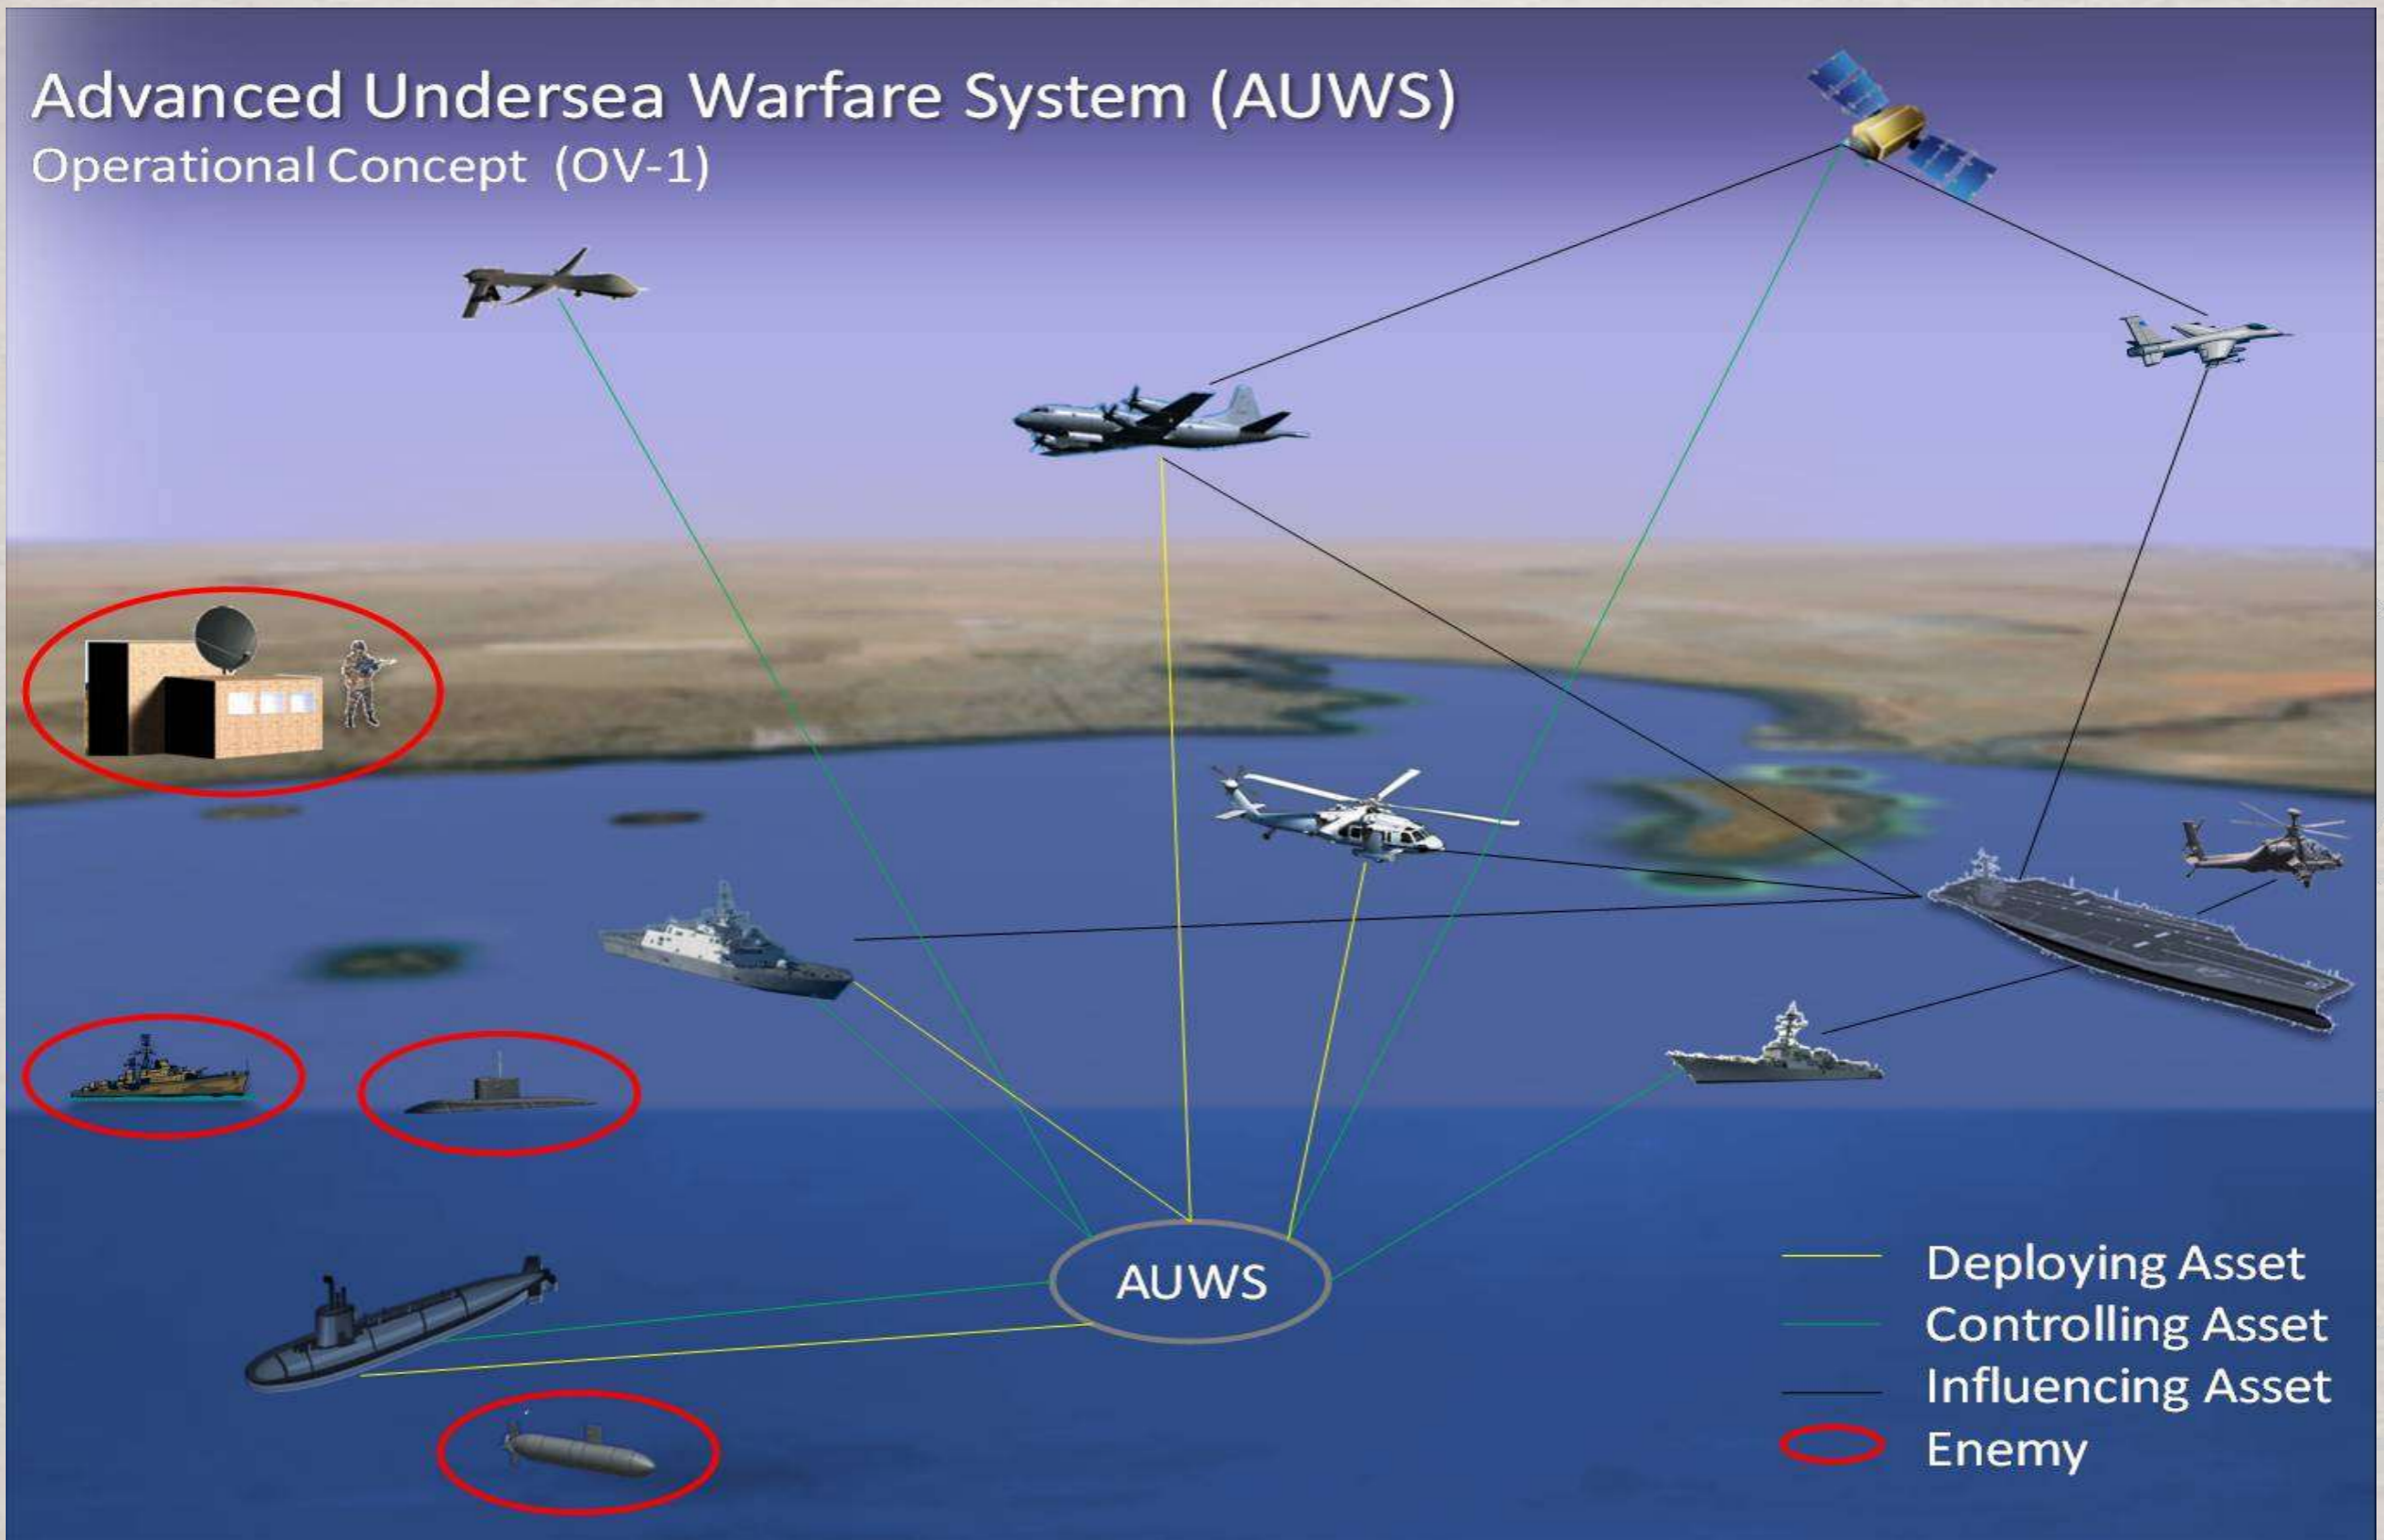 Advanced Undersea Warfare System (AUWS)
Operational Concept (OV-1)
AUWS
Deploying Asset
Controlling Asset
Influencing Asset
Enemy